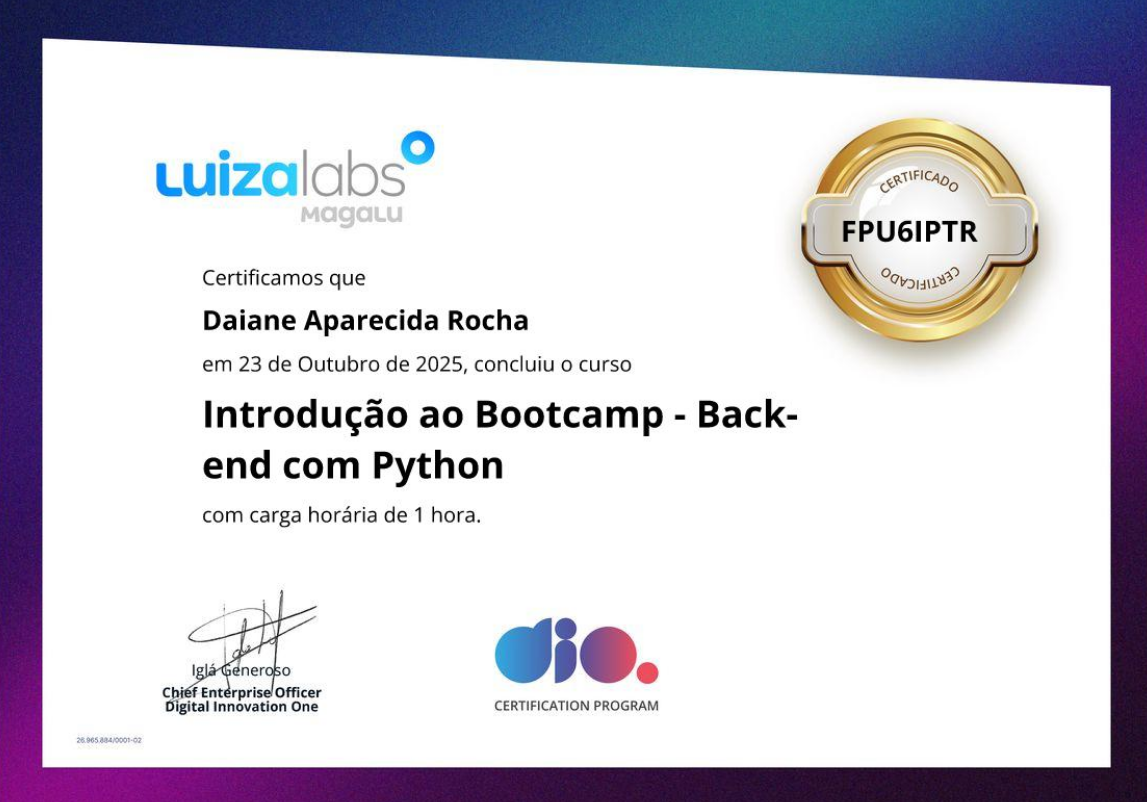 Luizalabs
Magalu
CERTIFICADO
FPU6IPTR
CERTIFICADO
Certificamos que
Daiane Aparecida Rocha
em 23 de Outubro de 2025, concluiu o curso
Introdução ao Bootcamp - Back-
end com Python
com carga horária de 1 hora.
Iglá Generoso
Chief Enterprise Officer
Digital Innovation One
dio.
CERTIFICATION PROGRAM
26.965.884/0001-02